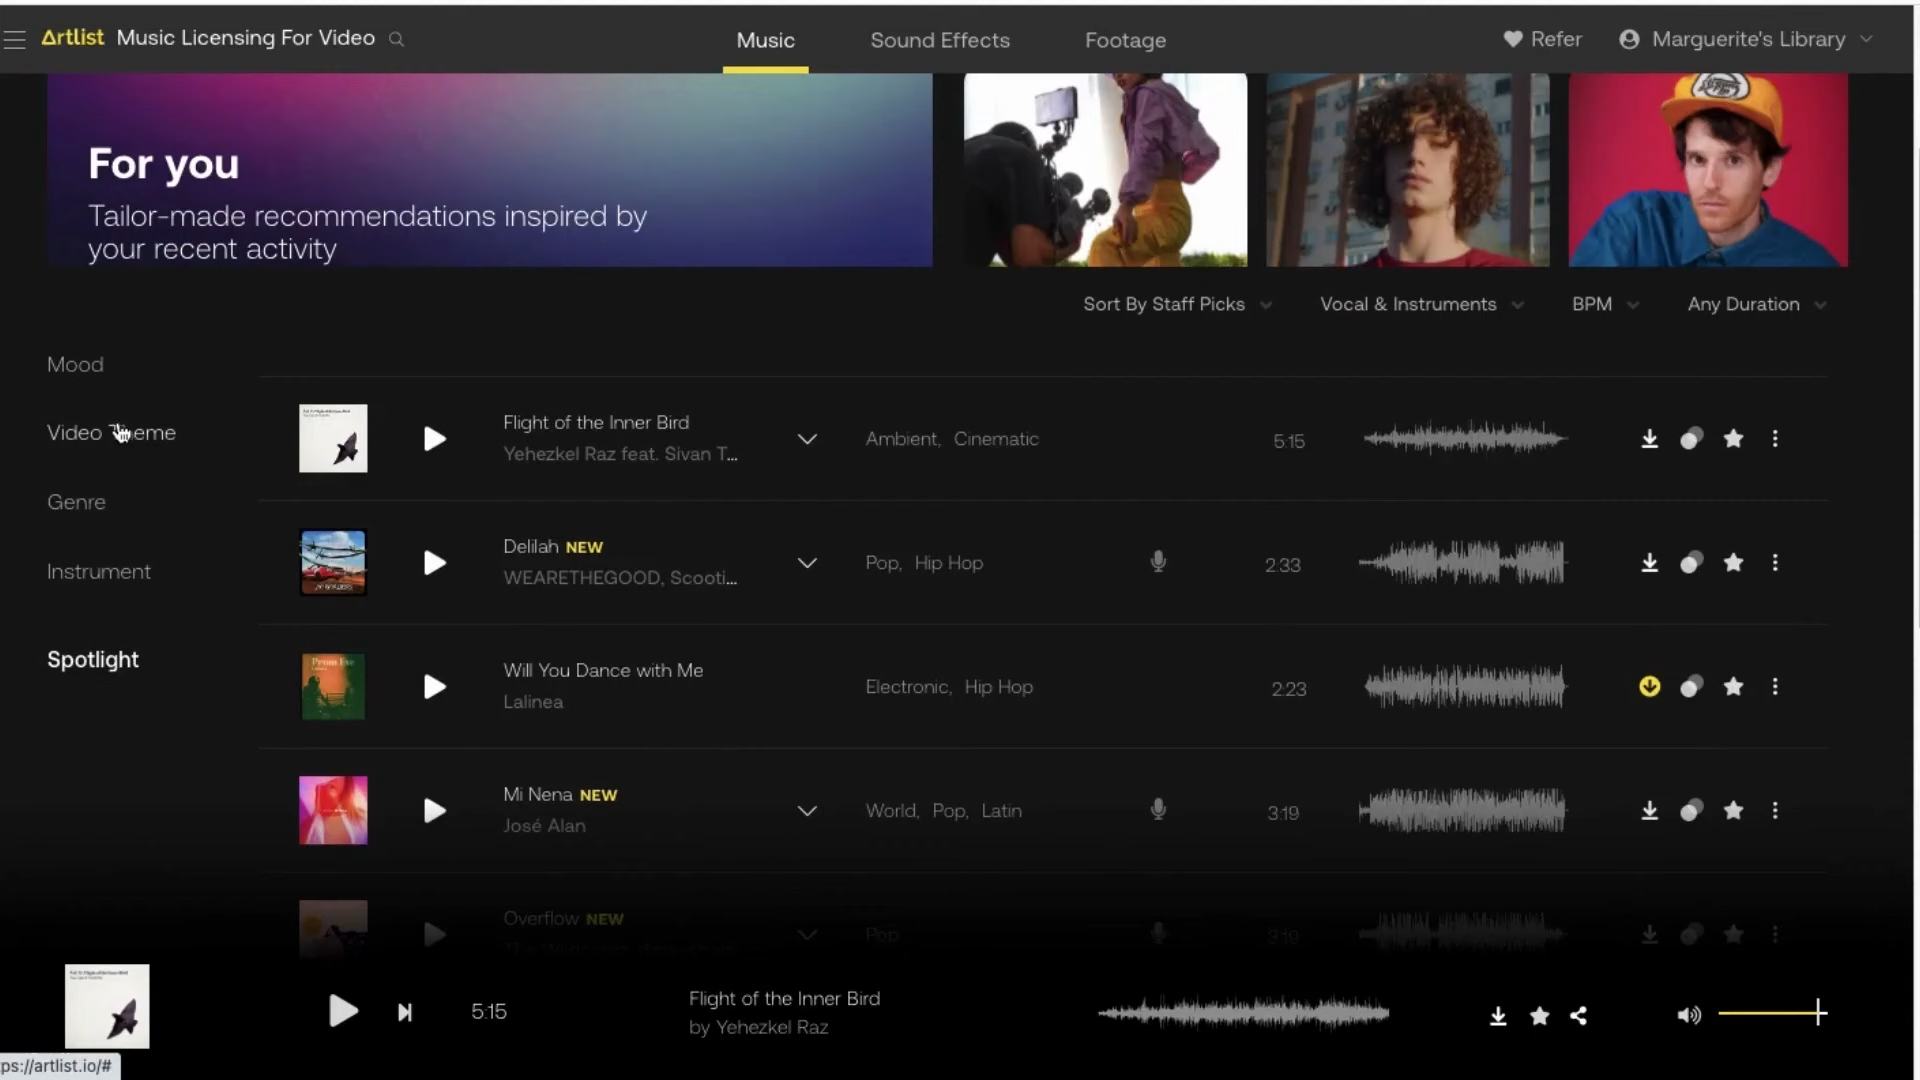 Artlist Music Licensing For Video
Music Sound Effects Footage
Refer Marguerite's Library
For you
Tailor-made recommendations inspired by
your recent activity
Sort By Staff Picks Vocal & Instruments BPM Any Duration
Mood
Video Theme
Genre
Instrument
Spotlight
Flight of the Inner Bird
Yehezkel Raz feat. Sivan T...
Ambient, Cinematic
5:15
Delilah NEW
WEARETHEGOOD, Scooti...
Pop, Hip Hop
2:33
Prom Eve
Will You Dance with Me
Lalinea
Electronic, Hip Hop
2:23
Mi Nena NEW
José Alan
World, Pop, Latin
3:19
Overflow NEW
Pop
3:10
5:15
Flight of the Inner Bird
by Yehezkel Raz
ps://artlist.io/#